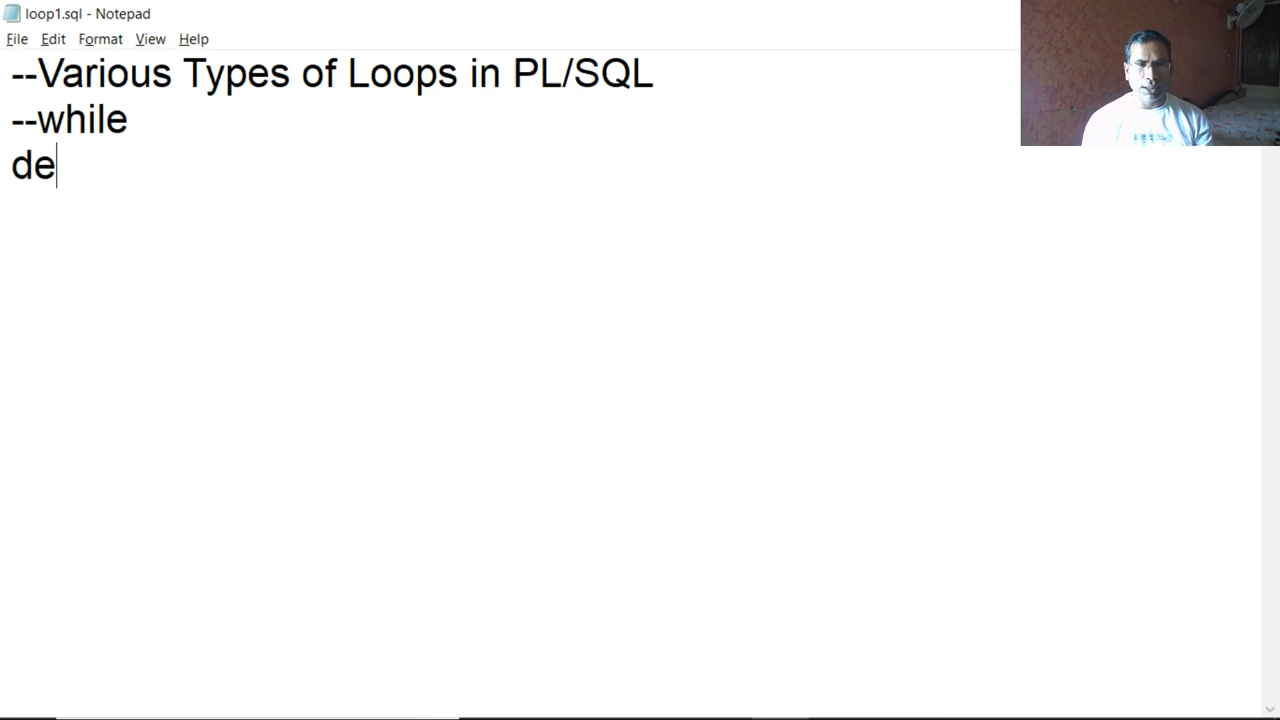 loop1.sql - Notepad
File Edit Format View Help
--Various Types of Loops in PL/SQL
--while
de